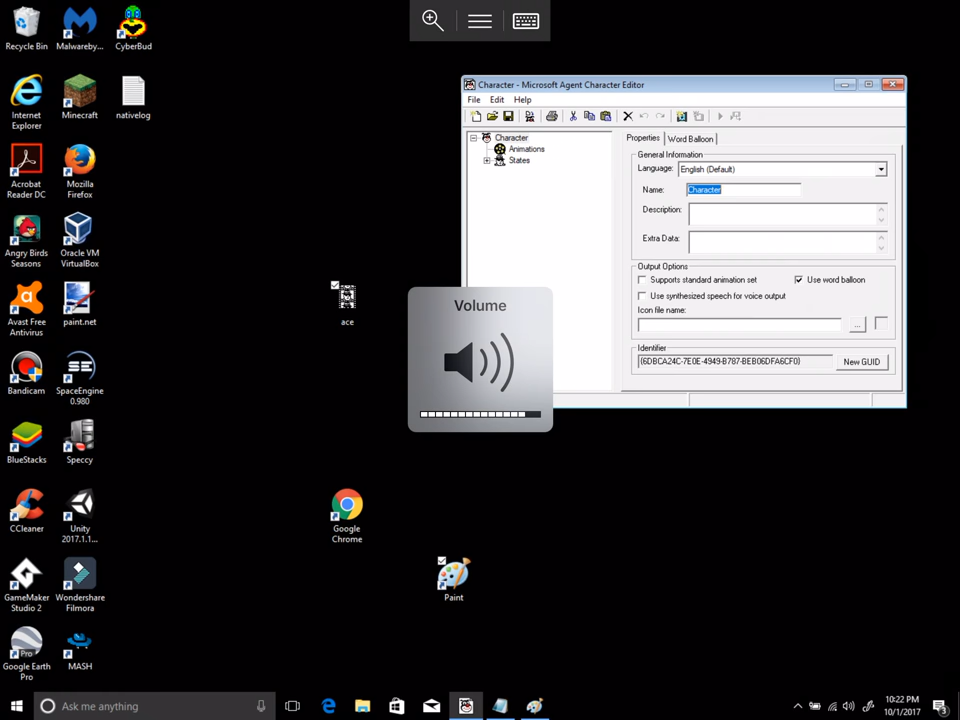 Recycle Bin
Malwareby...
CyberBud
Internet
Explorer
Minecraft
nativelog
Acrobat
Reader DC
Mozilla
Firefox
Angry Birds
Seasons
Oracle VM
VirtualBox
Avast Free
Antivirus
paint.net
Bandicam
SpaceEngine
0.980
BlueStacks
Speccy
CCleaner
Unity
2017.1.1...
GameMaker
Studio 2
Wondershare
Filmora
Pro
Google Earth
Pro
MASH
ace
Google
Chrome
Paint
Character - Microsoft Agent Character Editor
File Edit Help
Character
Animations
States
Properties Word Balloon
General Information
Language: English (Default)
Name: Character
Description:
Extra Data:
Output Options
Supports standard animation set Use word balloon
Use synthesized speech for voice output
Icon file name:
...
Identifier
{6DBCA24C-7E0E-4949-B787-BEB06DFA6CF0} New GUID
Volume
Ask me anything
10:22 PM
10/1/2017
3